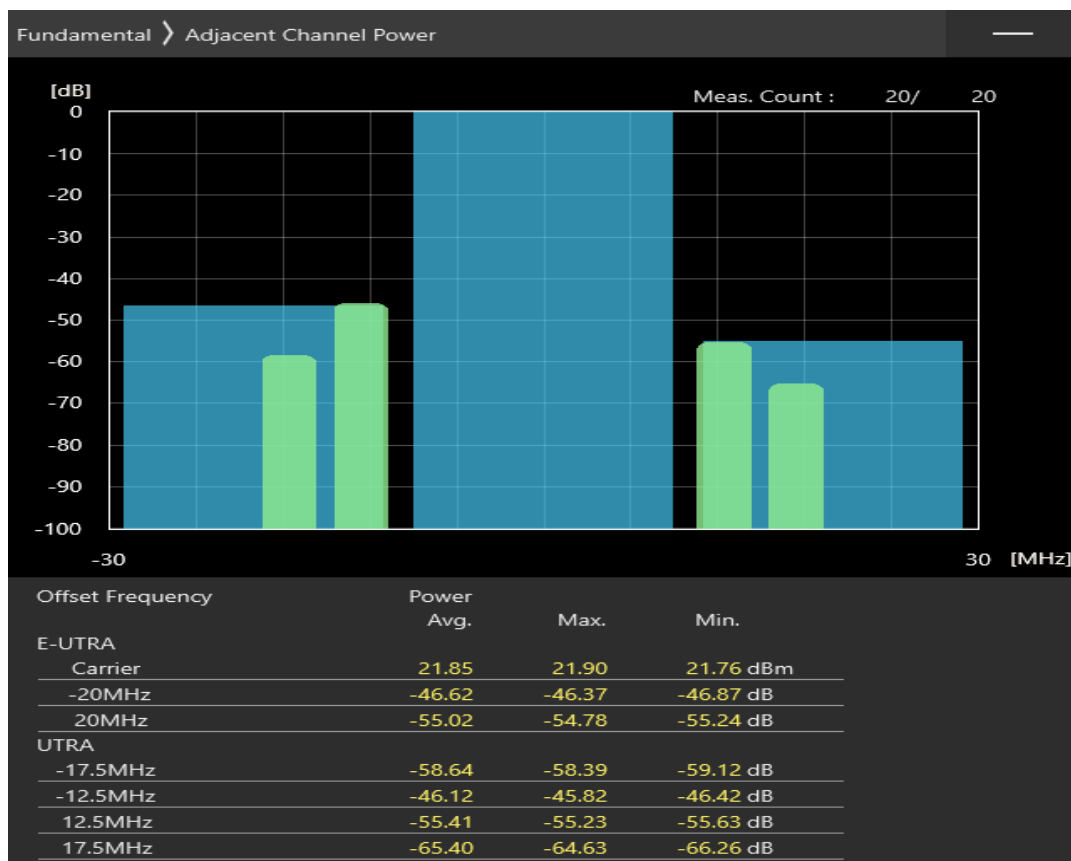 Fundamental ❯ Adjacent Channel Power
[dB]
Meas. Count : 20/ 20
0
-10
-20
-30
-40
-50
-60
-70
-80
-90
-100
-30 30 [MHz]
Offset Frequency Power
Avg. Max. Min.
E-UTRA
Carrier 21.85 21.90 21.76 dBm
-20MHz -46.62 -46.37 -46.87 dB
20MHz -55.02 -54.78 -55.24 dB
UTRA
-17.5MHz -58.64 -58.39 -59.12 dB
-12.5MHz -46.12 -45.82 -46.42 dB
12.5MHz -55.41 -55.23 -55.63 dB
17.5MHz -65.40 -64.63 -66.26 dB